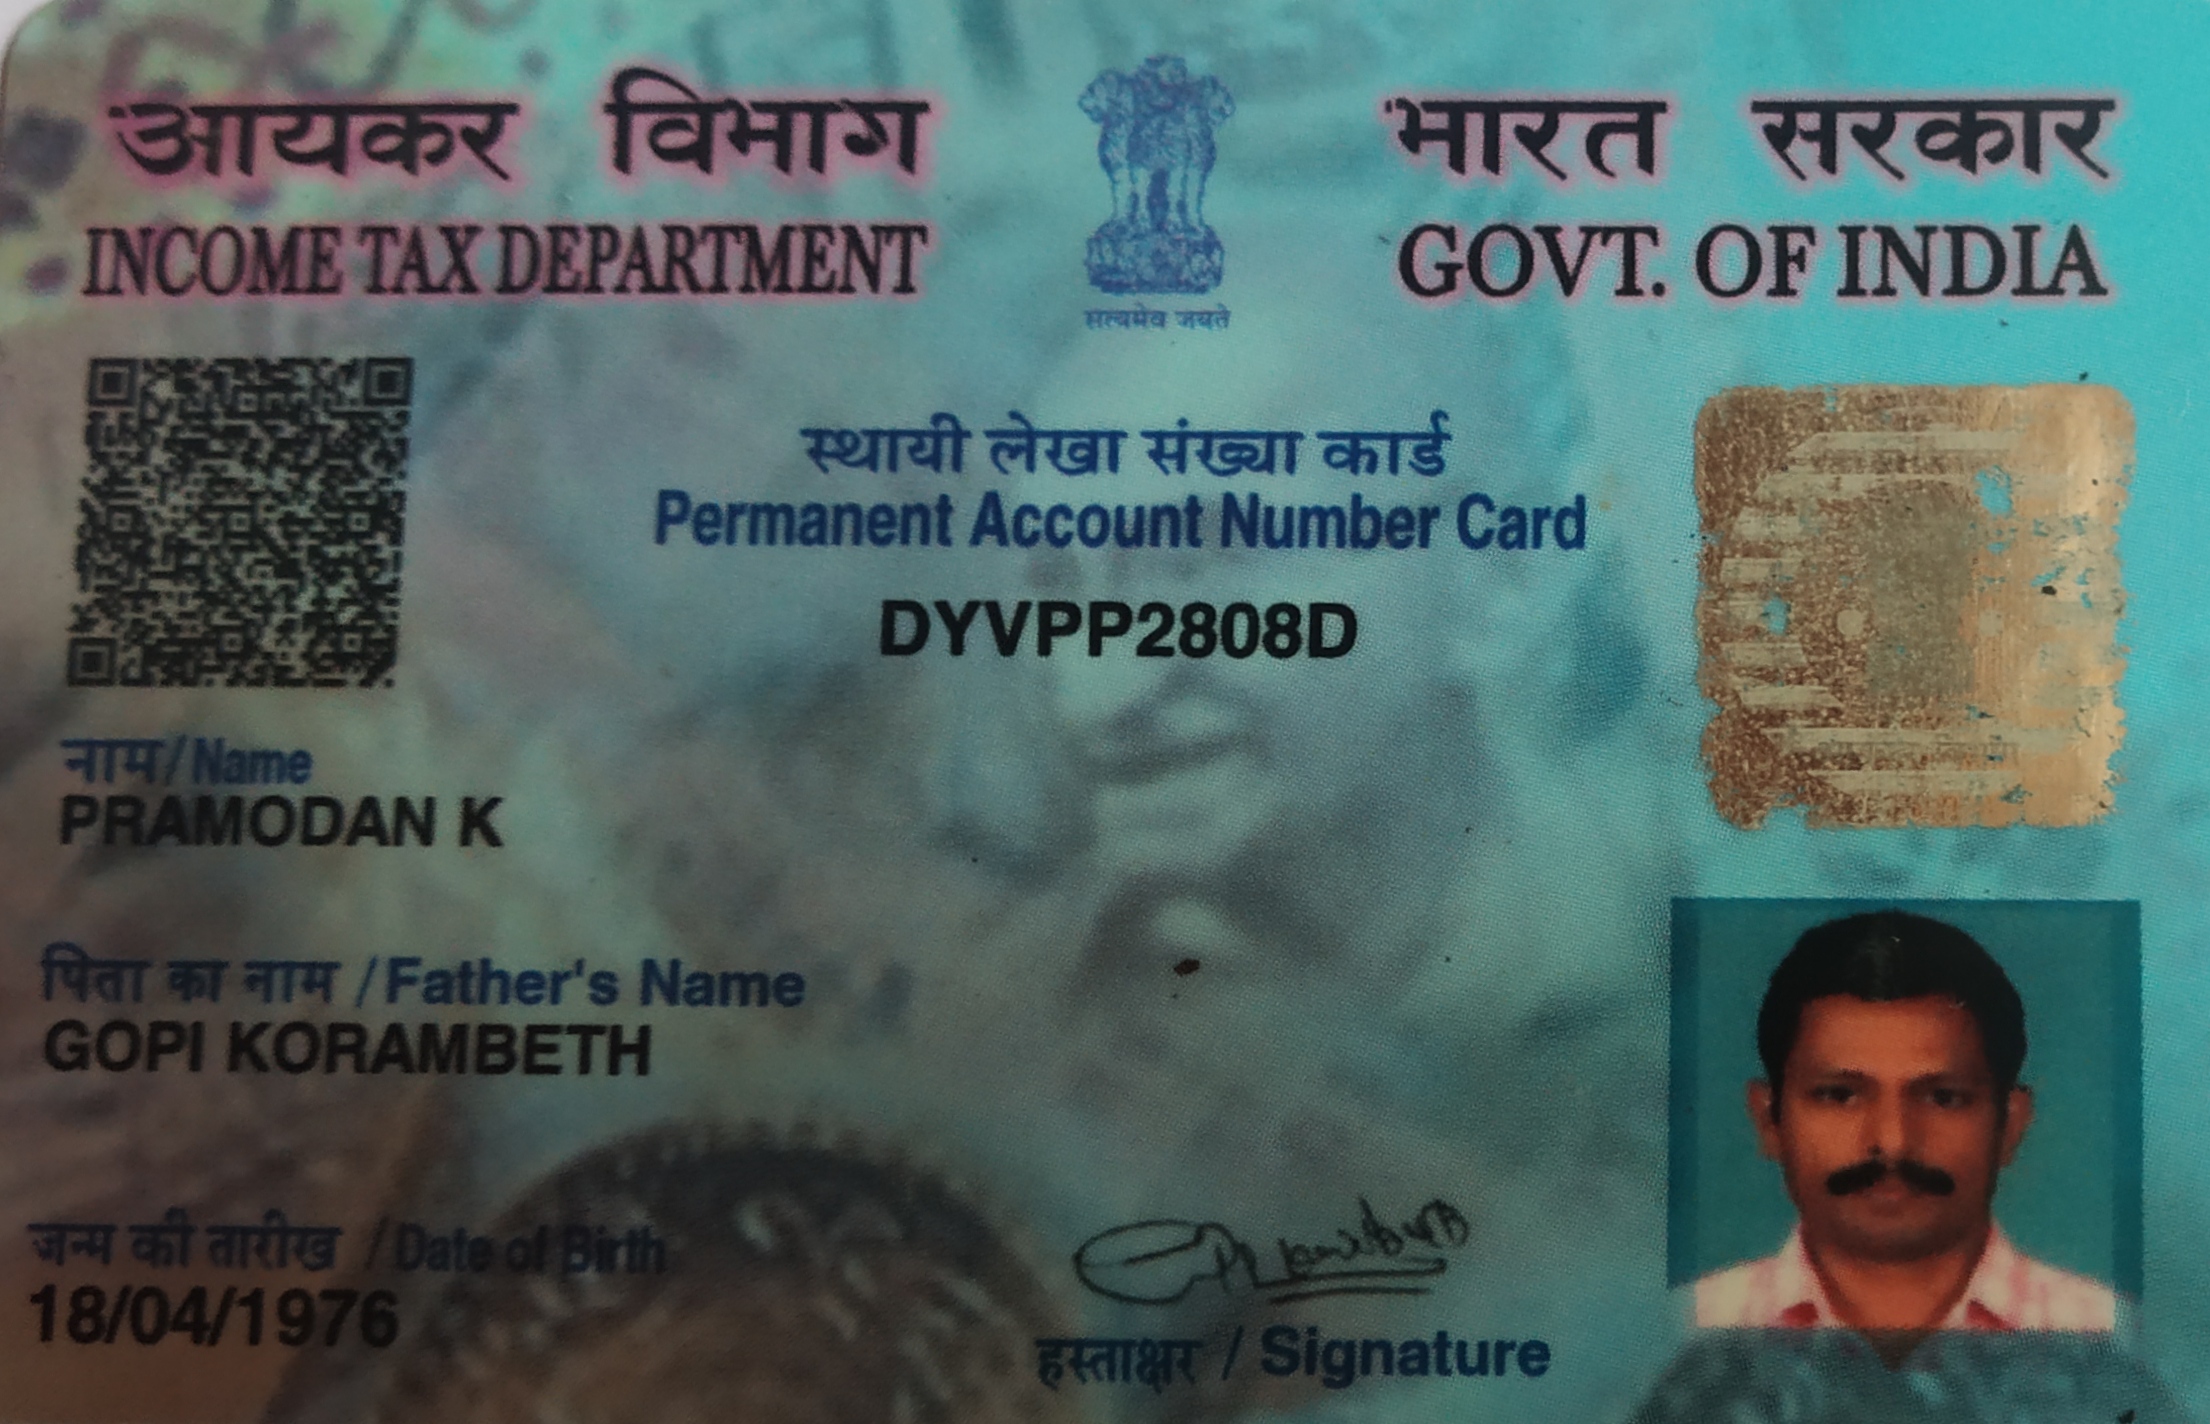 आयकर विभाग
INCOME TAX DEPARTMENT
सत्यमेव जयते
भारत सरकार
GOVT. OF INDIA
स्थायी लेखा संख्या कार्ड
Permanent Account Number Card
DYVPP2808D
नाम/Name
PRAMODAN K
पिता का नाम /Father's Name
GOPI KORAMBETH
जन्म की तारीख /Date of Birth
18/04/1976
हस्ताक्षर / Signature